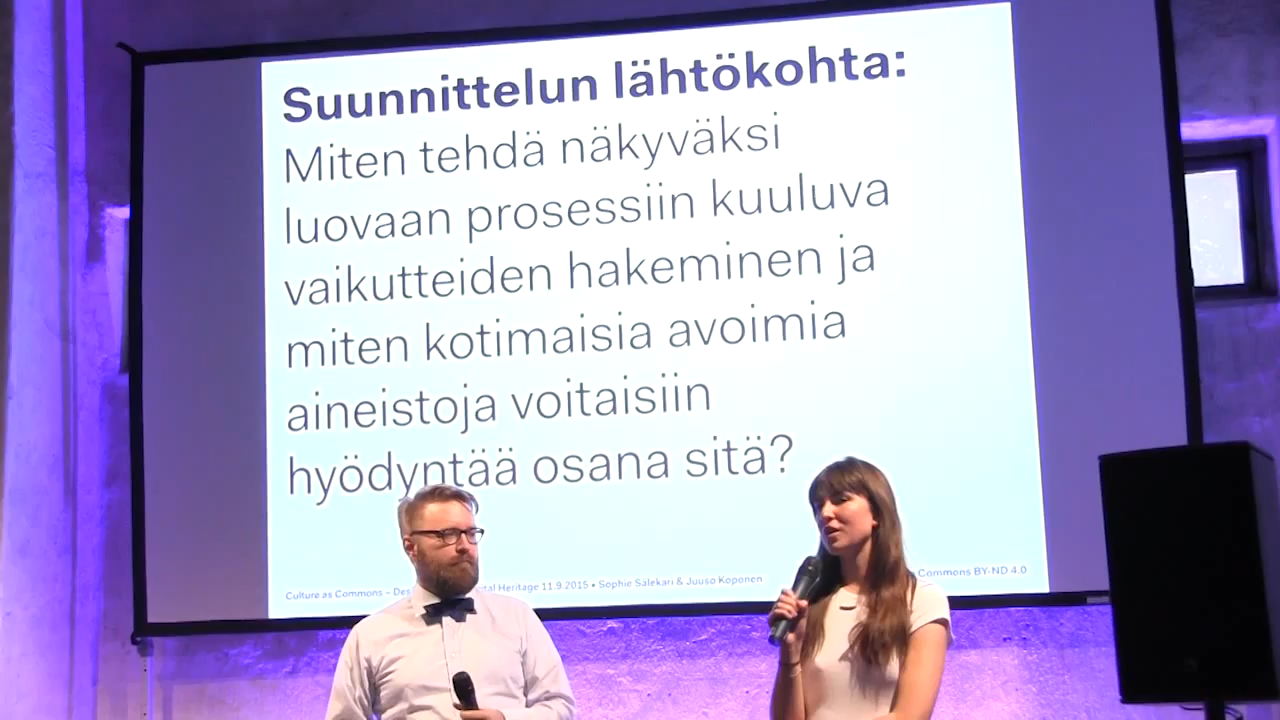 Suunnittelun lähtökohta:
Miten tehdä näkyväksi
luovaan prosessiin kuuluva
vaikutteiden hakeminen ja
miten kotimaisia avoimia
aineistoja voitaisiin
hyödyntää osana sitä?
Culture as Commons – Heritage 11.9.2015 • Sophie Sälekari & Juuso Koponen Commons BY-ND 4.0